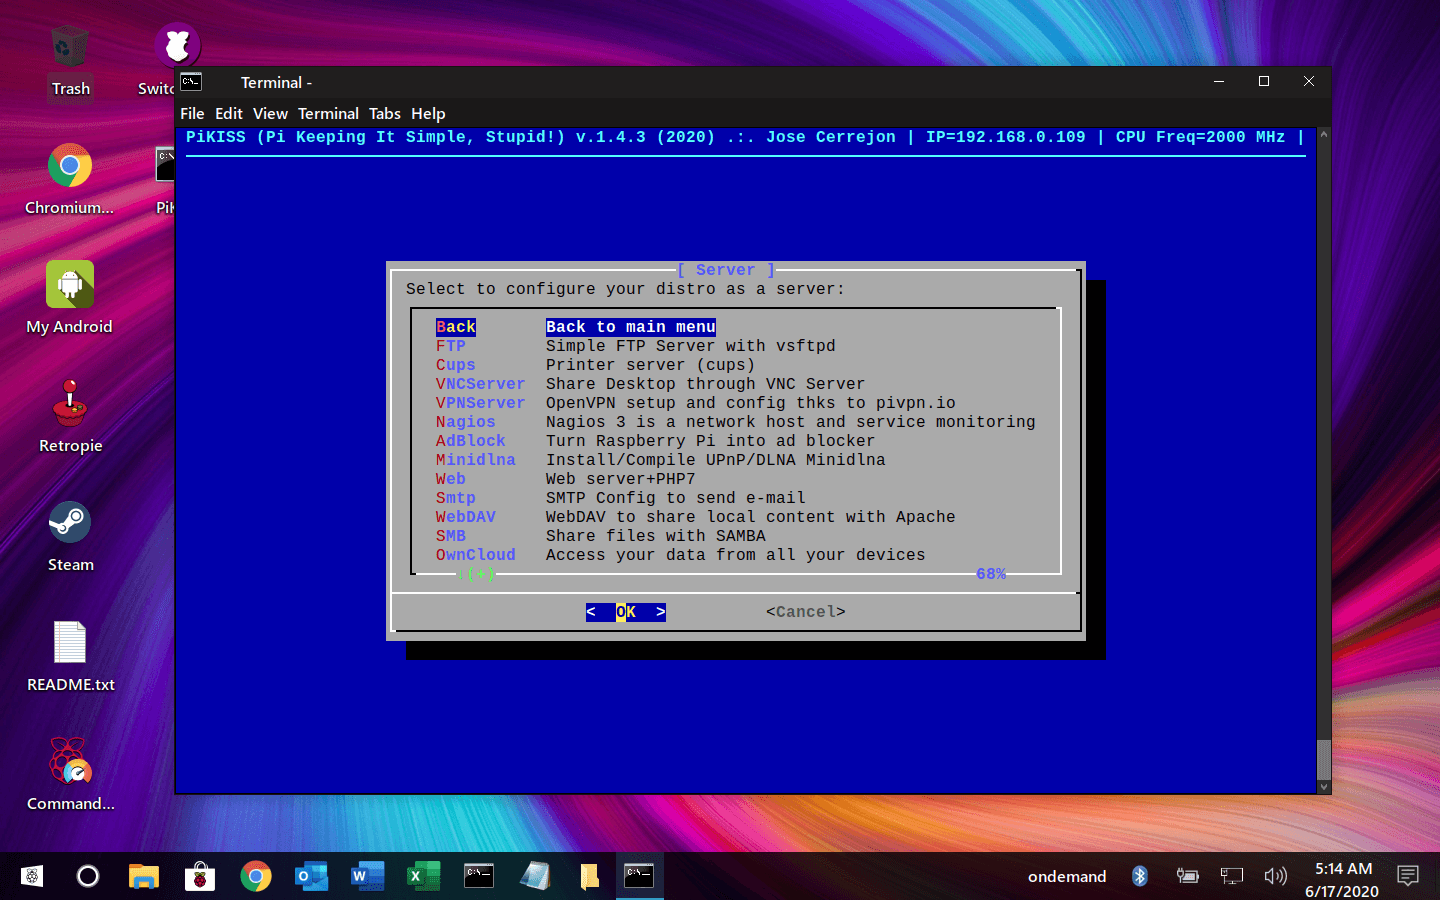 Trash
Chromium...
My Android
Retropie
Steam
README.txt
Command...
Terminal -
File Edit View Terminal Tabs Help
PiKISS (Pi Keeping It Simple, Stupid!) v.1.4.3 (2020) .:. Jose Cerrejon | IP=192.168.0.109 | CPU Freq=2000 MHz |
[ Server ]
Select to configure your distro as a server:
Back Back to main menu
FTP Simple FTP Server with vsftpd
Cups Printer server (cups)
VNCServer Share Desktop through VNC Server
VPNServer OpenVPN setup and config thks to pivpn.io
Nagios Nagios 3 is a network host and service monitoring
AdBlock Turn Raspberry Pi into ad blocker
Minidlna Install/Compile UPnP/DLNA Minidlna
Web Web server+PHP7
Smtp SMTP Config to send e-mail
WebDAV WebDAV to share local content with Apache
SMB Share files with SAMBA
OwnCloud Access your data from all your devices
(+) 68%
< OK > <Cancel>
ondemand
5:14 AM
6/17/2020